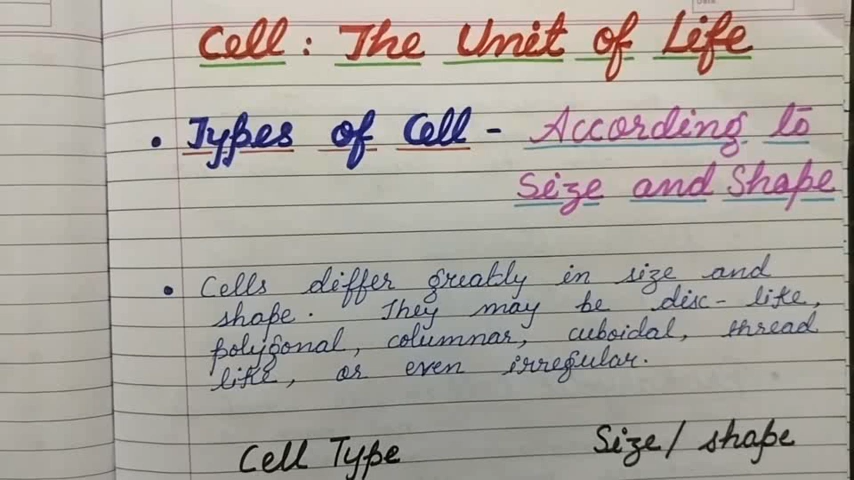 Cell : The Unit of Life
• Types of Cell - According to
Size and Shape
• Cells differ greatly in size and
shape. They may be disc-like,
polygonal, columnar, cuboidal, thread
like, or even irregular.
Cell Type Size/ shape